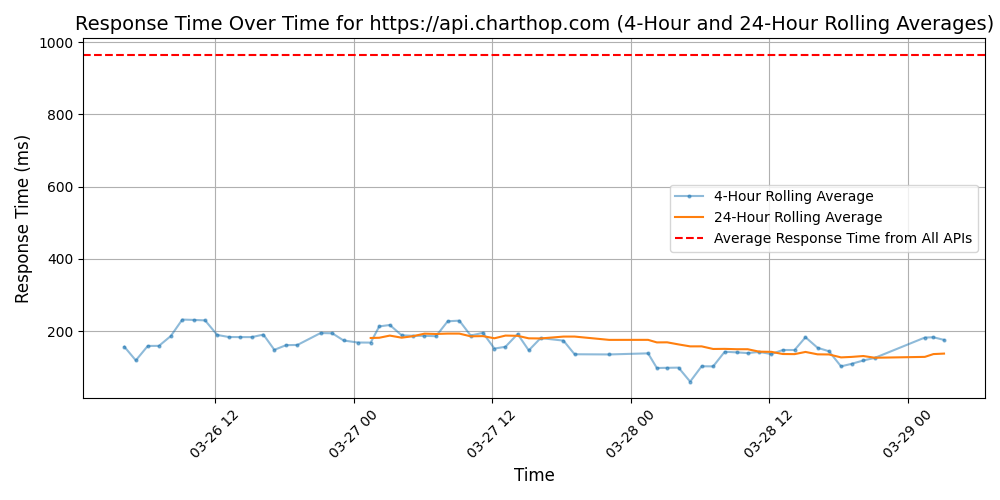 Response Time Over Time for https://api.charthop.com (4-Hour and 24-Hour Rolling Averages)
Response Time (ms)
1000
800
600
400
200
4-Hour Rolling Average
24-Hour Rolling Average
Average Response Time from All APIs
03-26 12
03-27 00
03-27 12
03-28 00
03-28 12
03-29 00
Time